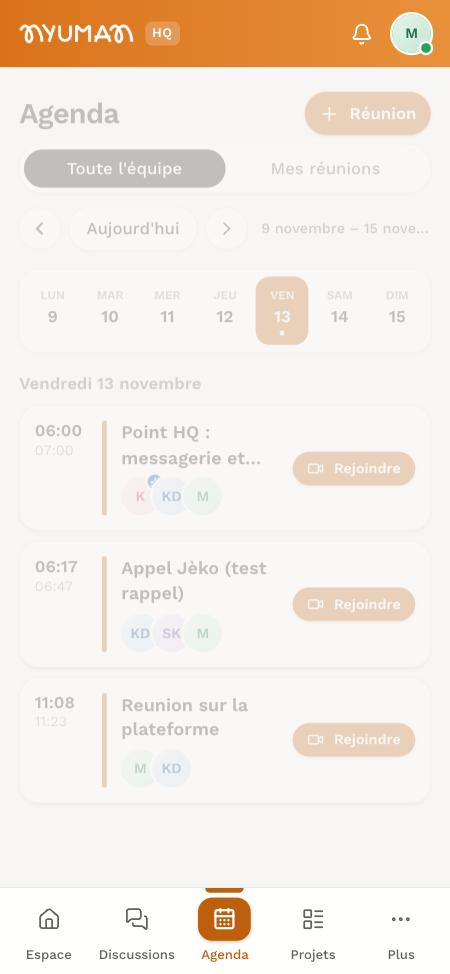 NYUMAN HQ M
Agenda + Réunion
Toute l'équipe Mes réunions
Aujourd'hui 9 novembre – 15 nove...
LUN MAR MER JEU VEN SAM DIM
9 10 11 12 13 14 15
Vendredi 13 novembre
06:00 Point HQ :
07:00 messagerie et... Rejoindre
K KD M
06:17 Appel Jèko (test
06:47 rappel) Rejoindre
KD SK M
11:08 Reunion sur la
11:23 plateforme Rejoindre
M KD
Espace Discussions Agenda Projets Plus